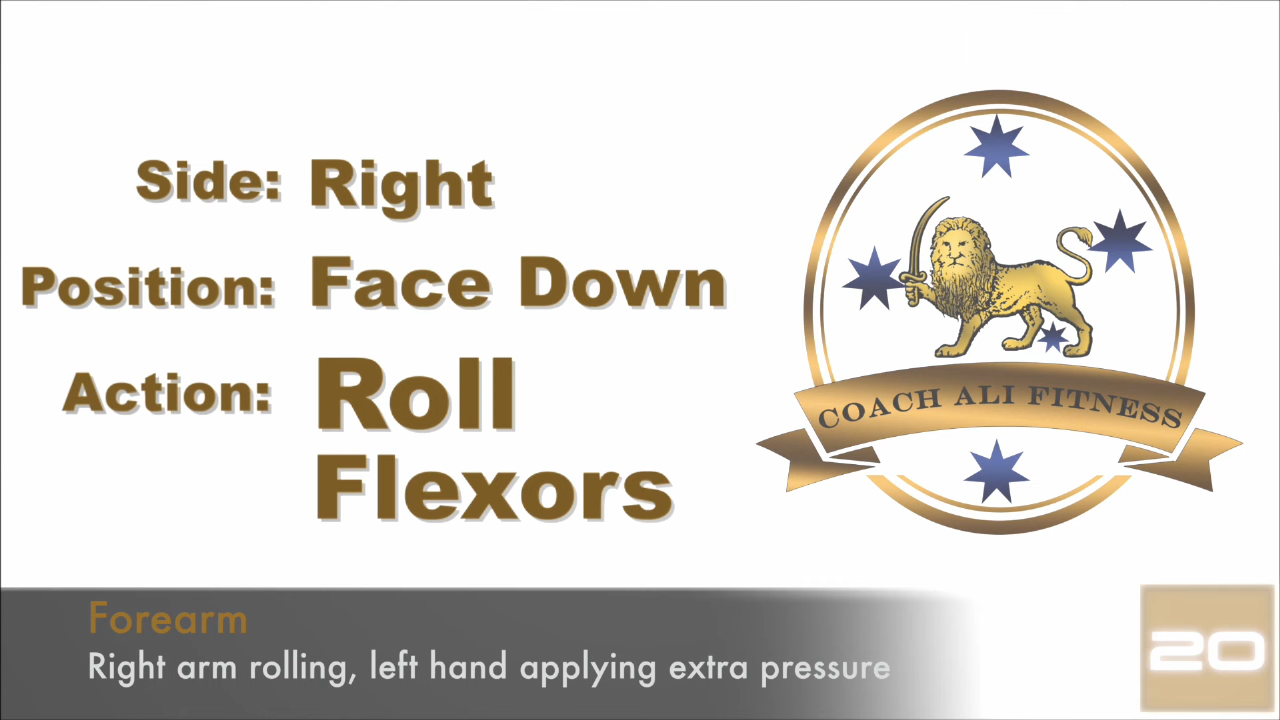 Side: Right
Position: Face Down
Action: Roll
Flexors
COACH ALI FITNESS
Forearm
Right arm rolling, left hand applying extra pressure
20